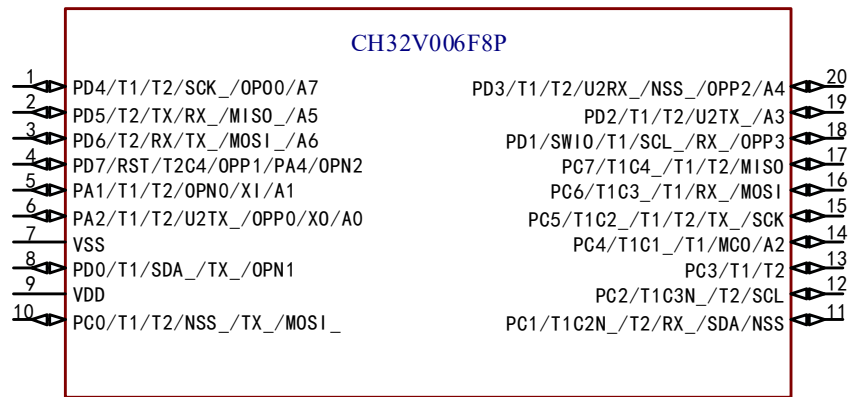 CH32V006F8P
1 PD4/T1/T2/SCK_/OPO0/A7
2 PD5/T2/TX/RX_/MISO_/A5
3 PD6/T2/RX/TX_/MOSI_/A6
4 PD7/RST/T2C4/OPP1/PA4/OPN2
5 PA1/T1/T2/OPN0/XI/A1
6 PA2/T1/T2/U2TX_/OPP0/XO/A0
7 VSS
8 PD0/T1/SDA_/TX_/OPN1
9 VDD
10 PC0/T1/T2/NSS_/TX_/MOSI_
PD3/T1/T2/U2RX_/NSS_/OPP2/A4 20
PD2/T1/T2/U2TX_/A3 19
PD1/SWIO/T1/SCL_/RX_/OPP3 18
PC7/T1C4_/T1/T2/MISO 17
PC6/T1C3_/T1/RX_/MOSI 16
PC5/T1C2_/T1/T2/TX_/SCK 15
PC4/T1C1_/T1/MCO/A2 14
PC3/T1/T2 13
PC2/T1C3N_/T2/SCL 12
PC1/T1C2N_/T2/RX_/SDA/NSS 11